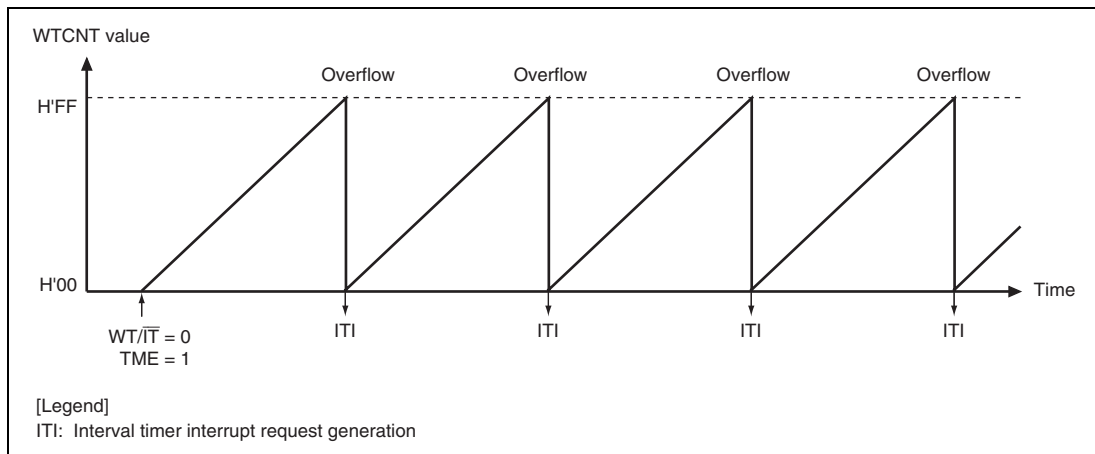 WTCNT value
Overflow Overflow Overflow Overflow
H'FF
H'00
Time
WT/I̅T̅ = 0
TME = 1
ITI ITI ITI ITI
[Legend]
ITI: Interval timer interrupt request generation